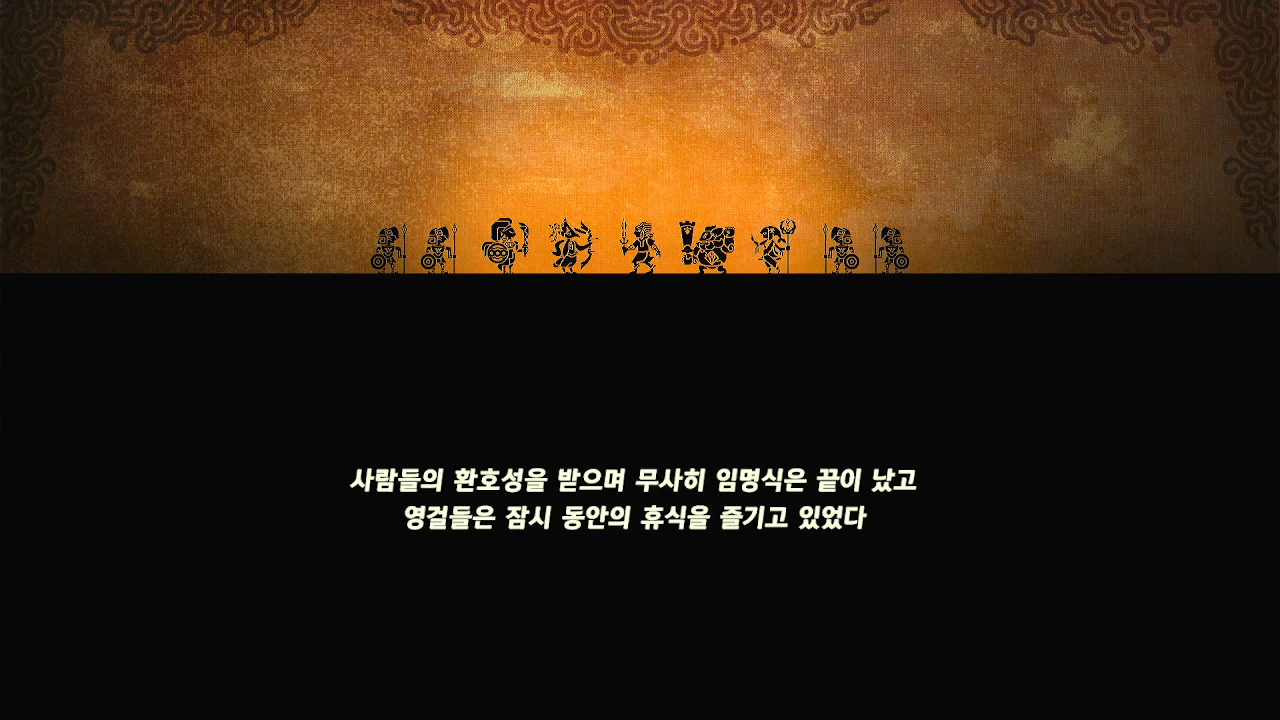 사람들의 환호성을 받으며 무사히 임명식은 끝이 났고
영걸들은 잠시 동안의 휴식을 즐기고 있었다